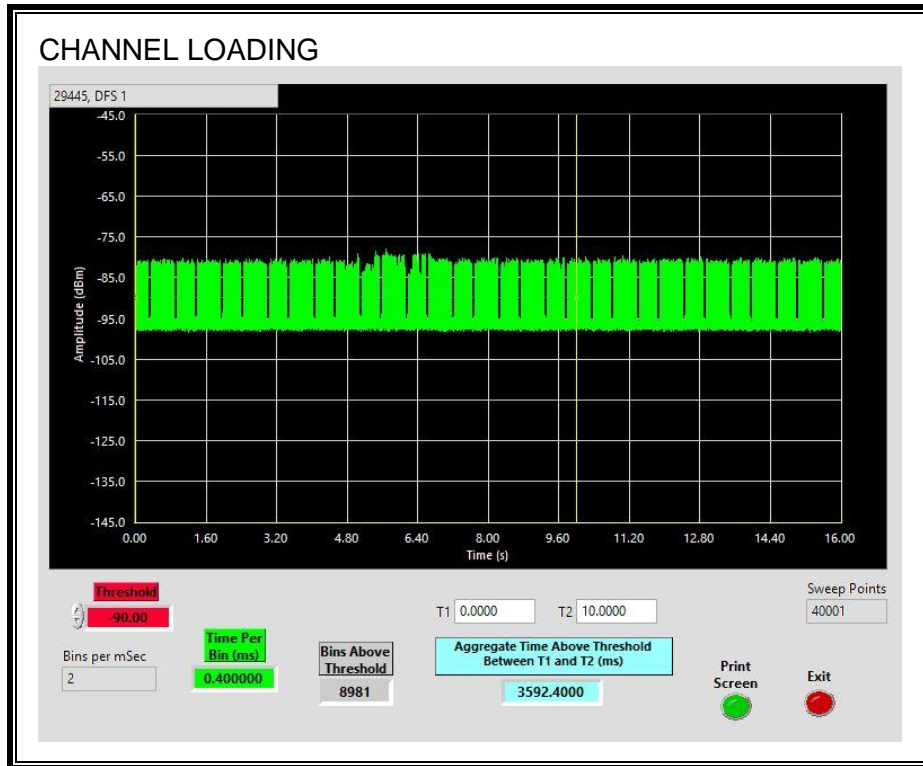 CHANNEL LOADING
29445, DFS 1
-45.0
-55.0
-65.0
-75.0
-85.0
-95.0
-105.0
-115.0
-125.0
-135.0
-145.0
Amplitude (dBm)
0.00 1.60 3.20 4.80 6.40 8.00 9.60 11.20 12.80 14.40 16.00
Time (s)
Threshold
-90.00
Bins per mSec
2
Time Per
Bin (ms)
0.400000
Bins Above
Threshold
8981
T1 0.0000 T2 10.0000
Aggregate Time Above Threshold
Between T1 and T2 (ms)
3592.4000
Sweep Points
40001
Print
Screen
Exit